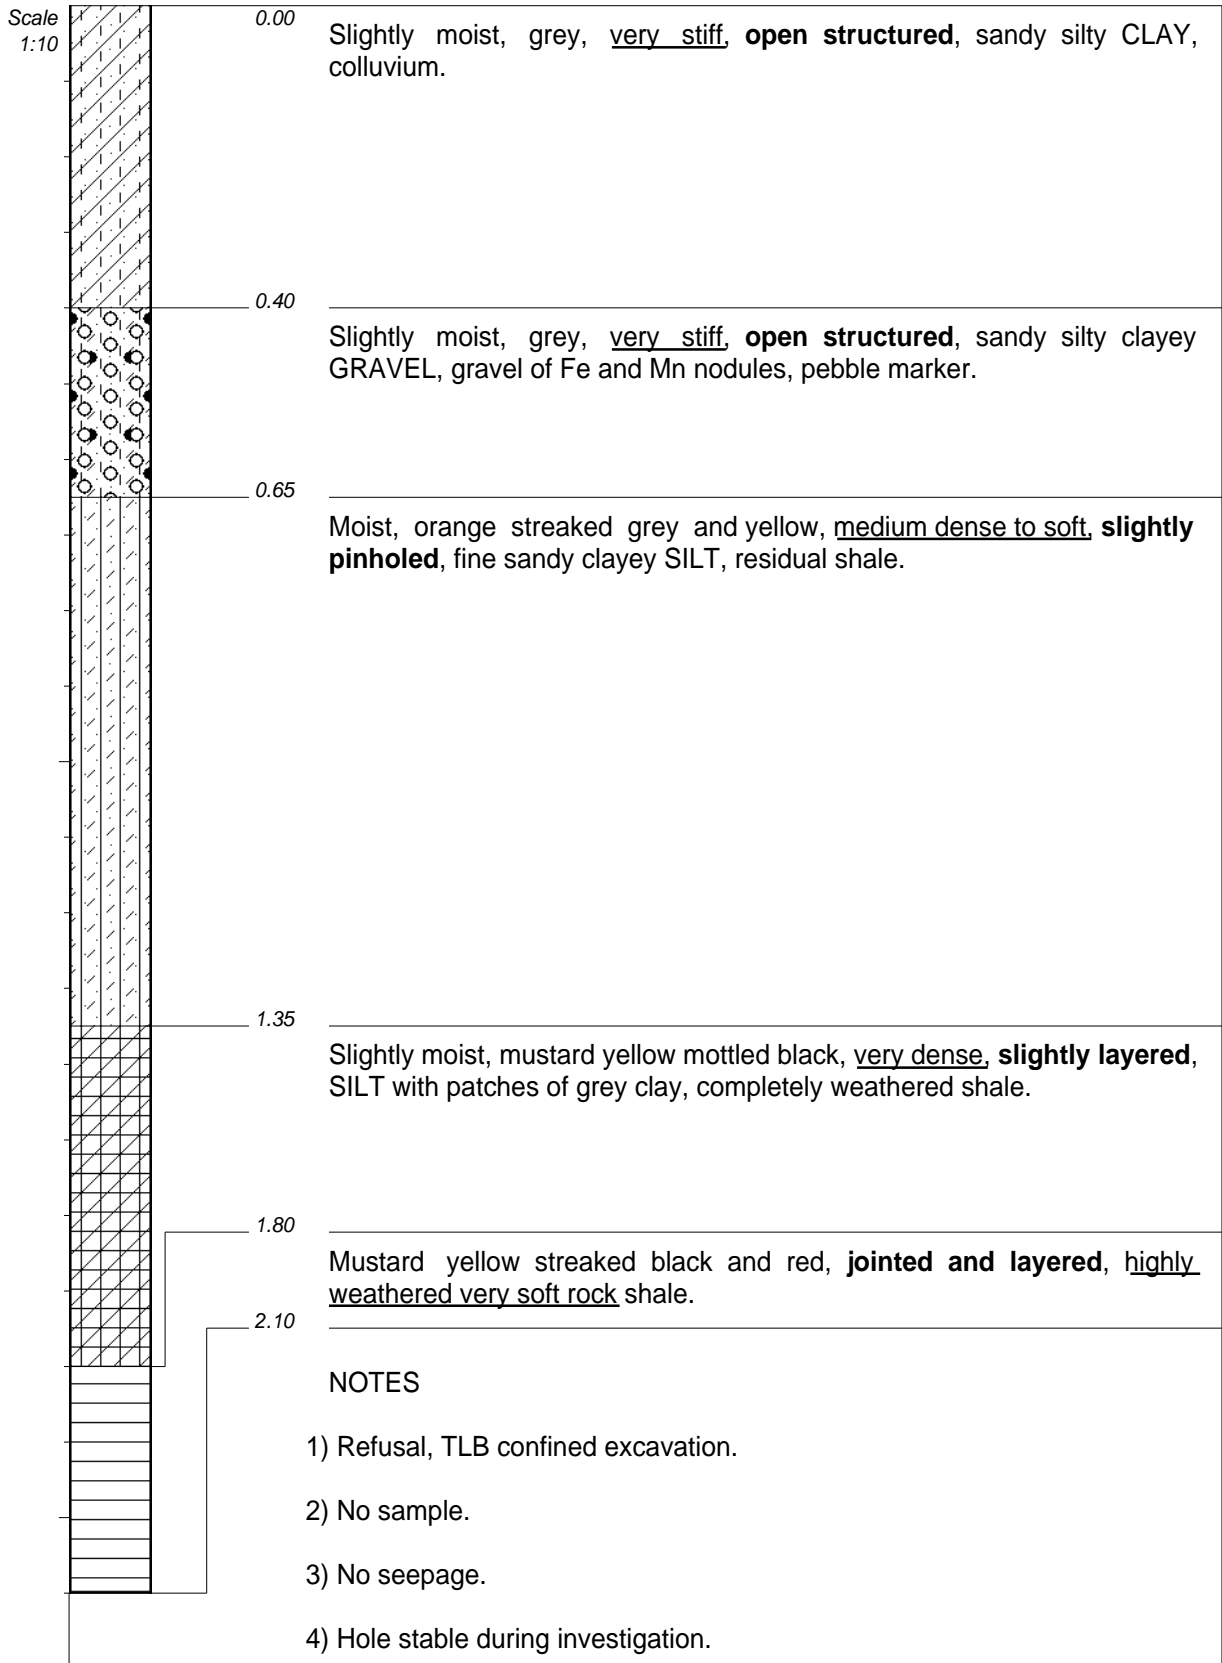 Scale
1:10
0.00
Slightly moist, grey, very stiff, open structured, sandy silty CLAY,
colluvium.
0.40
Slightly moist, grey, very stiff, open structured, sandy silty clayey
GRAVEL, gravel of Fe and Mn nodules, pebble marker.
0.65
Moist, orange streaked grey and yellow, medium dense to soft, slightly
pinholed, fine sandy clayey SILT, residual shale.
1.35
Slightly moist, mustard yellow mottled black, very dense, slightly layered,
SILT with patches of grey clay, completely weathered shale.
1.80
Mustard yellow streaked black and red, jointed and layered, highly
weathered very soft rock shale.
2.10
NOTES
1) Refusal, TLB confined excavation.
2) No sample.
3) No seepage.
4) Hole stable during investigation.